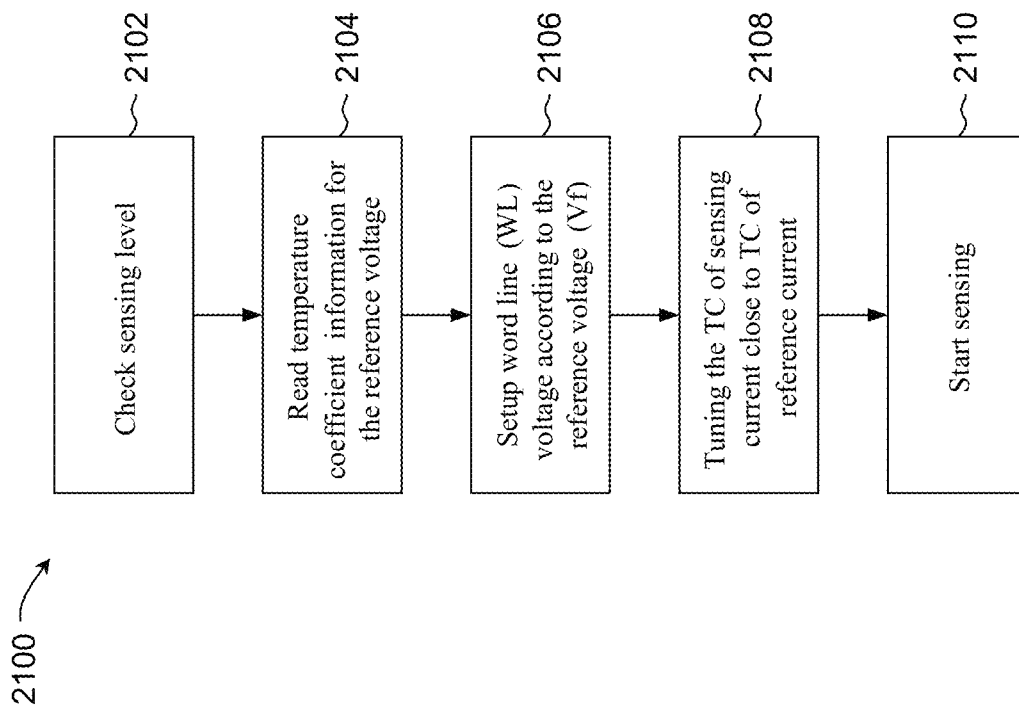 2100
Check sensing level
2102
Read temperature
coefficient information for
the reference voltage
2104
Setup word line (WL)
voltage according to the
reference voltage (Vf)
2106
Tuning the TC of sensing
current close to TC of
reference current
2108
Start sensing
2110